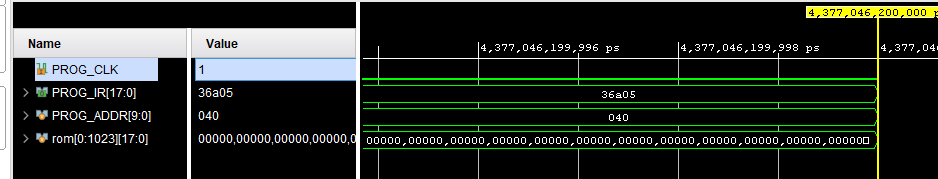 4,377,046,200,000 p
Name Value
4,377,046,199,996 ps 4,377,046,199,998 ps 4,377,04
PROG_CLK 1
PROG_IR[17:0] 36a05 36a05
PROG_ADDR[9:0] 040 040
rom[0:1023][17:0] 00000,00000,00000,00000,0 00000,00000,00000,00000,00000,00000,00000,00000,00000,00000